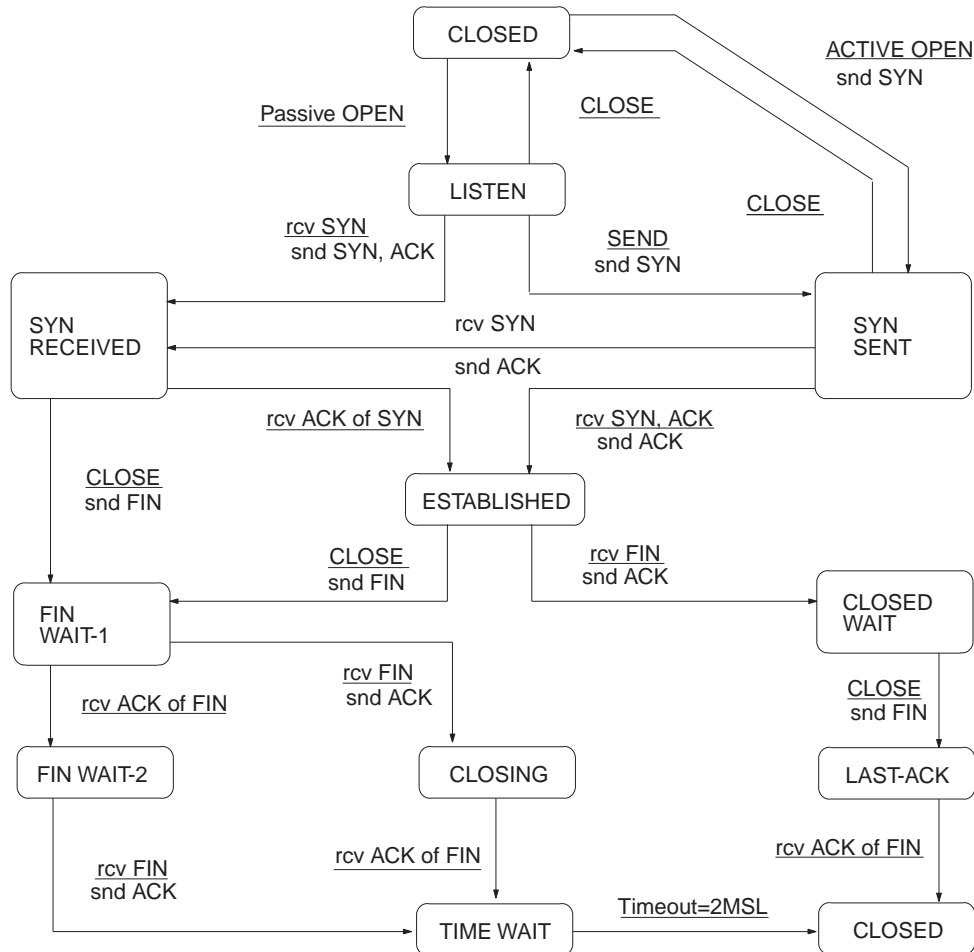 CLOSED
ACTIVE OPEN
snd SYN
Passive OPEN
CLOSE
LISTEN
CLOSE
rcv SYN
snd SYN, ACK
SEND
snd SYN
SYN
RECEIVED
rcv SYN
snd ACK
SYN
SENT
rcv ACK of SYN
rcv SYN, ACK
snd ACK
CLOSE
snd FIN
ESTABLISHED
CLOSE
snd FIN
rcv FIN
snd ACK
FIN
WAIT-1
CLOSED
WAIT
rcv ACK of FIN
rcv FIN
snd ACK
CLOSE
snd FIN
FIN WAIT-2
CLOSING
LAST-ACK
rcv FIN
snd ACK
rcv ACK of FIN
rcv ACK of FIN
TIME WAIT
Timeout=2MSL
CLOSED